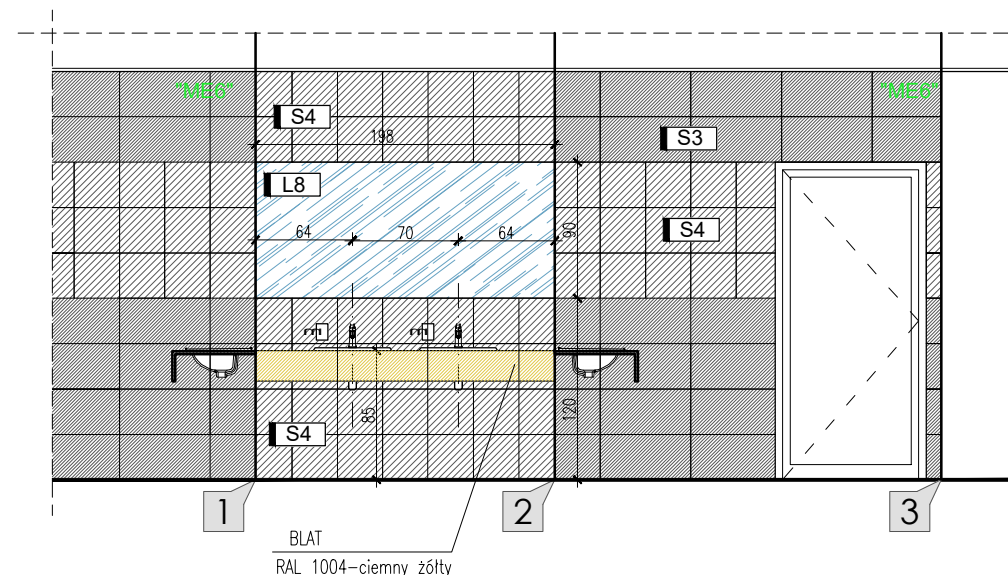 "ME6"
"ME6"
S4
S3
198
L8
64
70
64
90
S4
85
120
S4
1
2
3
BLAT
RAL 1004-ciemny żółty